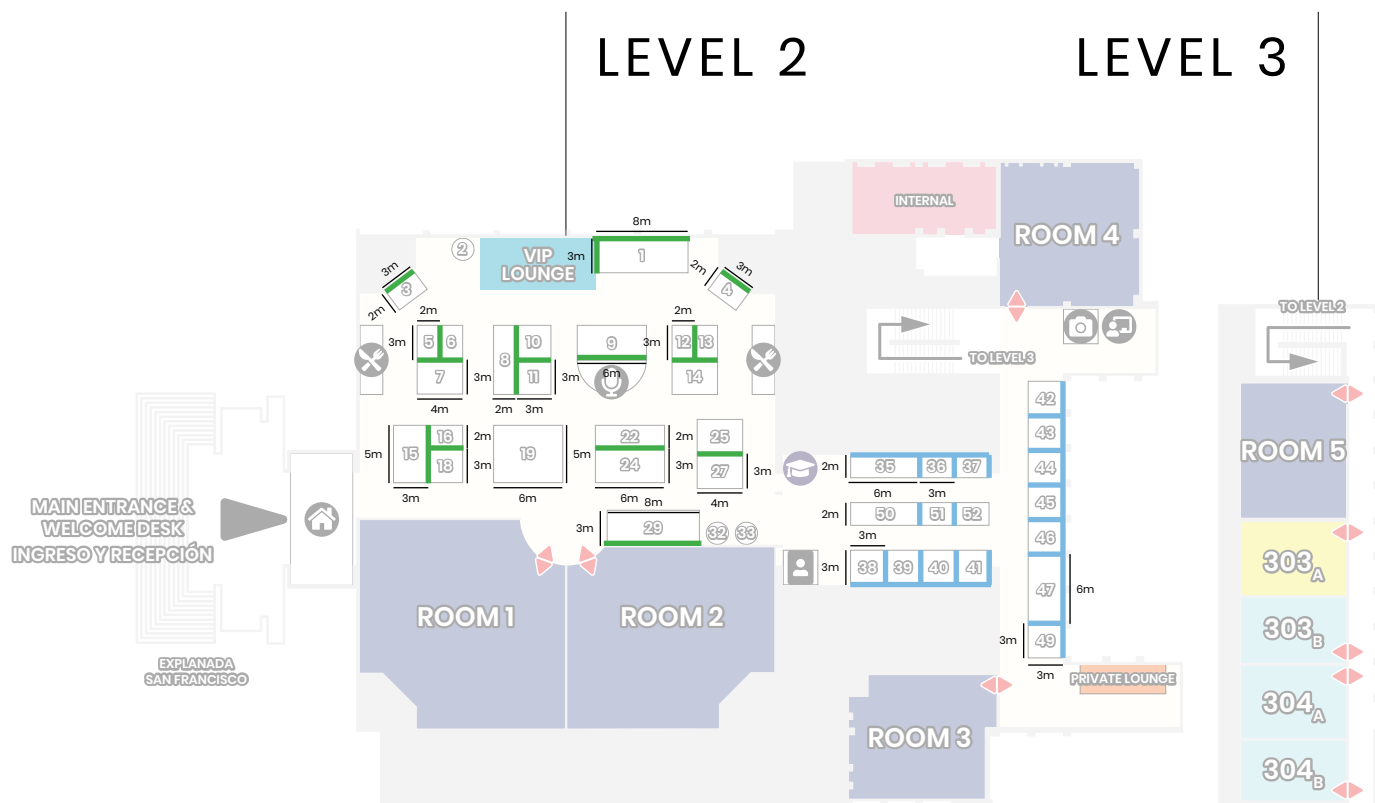 LEVEL 2
LEVEL 3
INTERNAL
ROOM 4
8m
2
VIP
LOUNGE
3m
1
3m
2m
3
2m
3m
4
TO LEVEL 2
2m
2m
3m
5
6
8
10
9
3m
12
13
TO LEVEL 3
7
3m
11
3m
6m
14
4m
2m
3m
42
ROOM 5
5m
15
16
2m
19
5m
22
2m
25
43
18
3m
24
3m
27
3m
2m
35
36
37
44
3m
6m
6m
4m
6m
3m
45
MAIN ENTRANCE &
WELCOME DESK
INGRESO Y RECEPCIÓN
8m
3m
29
32
33
2m
50
51
52
46
3m
3m
38
39
40
41
47
6m
303A
ROOM 1
ROOM 2
3m
49
303B
3m
EXPLANADA
SAN FRANCISCO
PRIVATE LOUNGE
304A
ROOM 3
304B